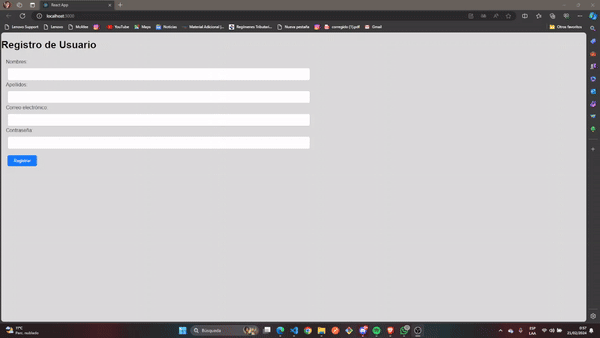 React App
localhost:3000
Lenovo Support Lenovo McAfee YouTube Maps Noticias Material Adicional (... Regímenes Tributari... Nueva pestaña corregido (1).pdf Gmail Otros favoritos
Registro de Usuario
Nombres:
Apellidos:
Correo electrónico:
Contraseña:
Registrar
11°C
Parc. nublado
Búsqueda
ESP
LAA
0:57
21/02/2024